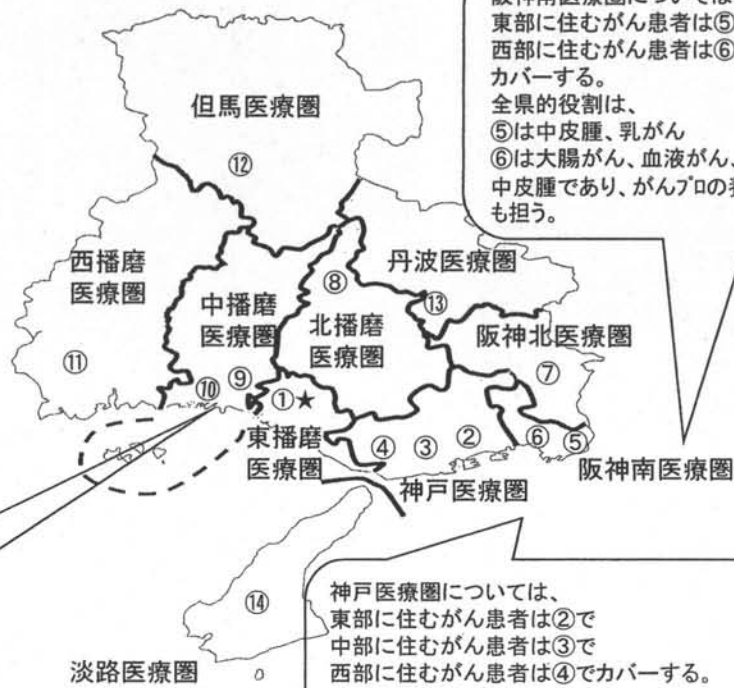 阪神南医療圏については
東部に住むがん患者は⑤
西部に住むがん患者は⑥
カバーする。
全県的役割は、
⑤は中皮腫、乳がん
⑥は大腸がん、血液がん、
中皮腫であり、がんプロの
も担う。
但馬医療圏
⑫
西播磨
医療圏
⑪
中播磨
医療圏
⑩
⑨
⑧
北播磨
医療圏
丹波医療圏
⑬
阪神北医療圏
⑦
①★
東播磨
医療圏
④
③
②
神戸医療圏
⑥
⑤
阪神南医療圏
⑭
淡路医療圏
神戸医療圏については、
東部に住むがん患者は②で
中部に住むがん患者は③で
西部に住むがん患者は④でカバーする。